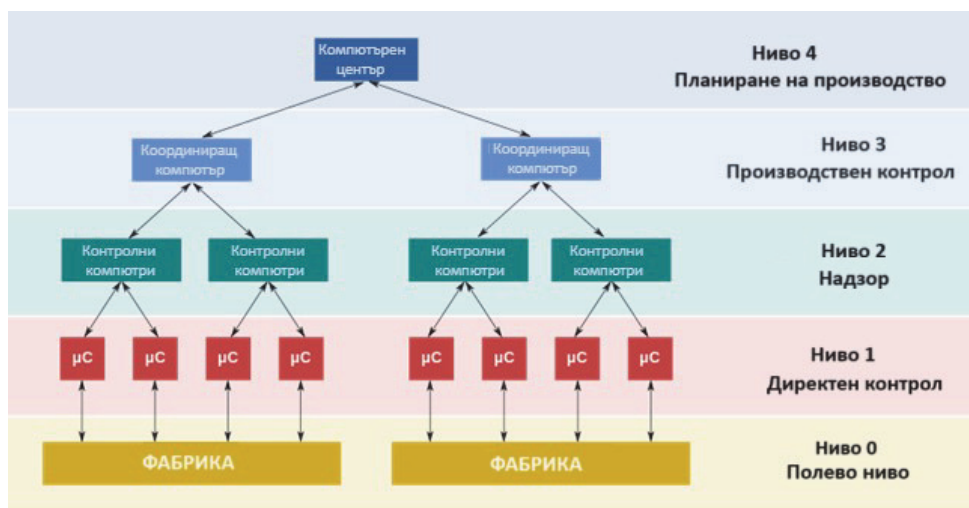 Компютърен
център
Ниво 4
Планиране на производство
Координиращ
компютър
Координиращ
компютър
Ниво 3
Производствен контрол
Контролни
компютри
Контролни
компютри
Контролни
компютри
Контролни
компютри
Ниво 2
Надзор
μC
μC
μC
μC
μC
μC
μC
μC
Ниво 1
Директен контрол
ФАБРИКА
ФАБРИКА
Ниво 0
Полево ниво